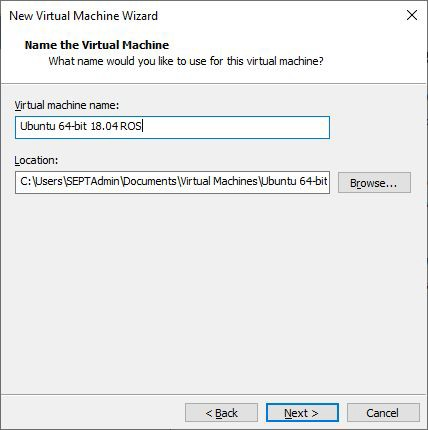 New Virtual Machine Wizard
Name the Virtual Machine
What name would you like to use for this virtual machine?
Virtual machine name:
Ubuntu 64-bit 18.04 ROS
Location:
C:\Users\SEPTAdmin\Documents\Virtual Machines\Ubuntu 64-bit
Browse...
< Back
Next >
Cancel